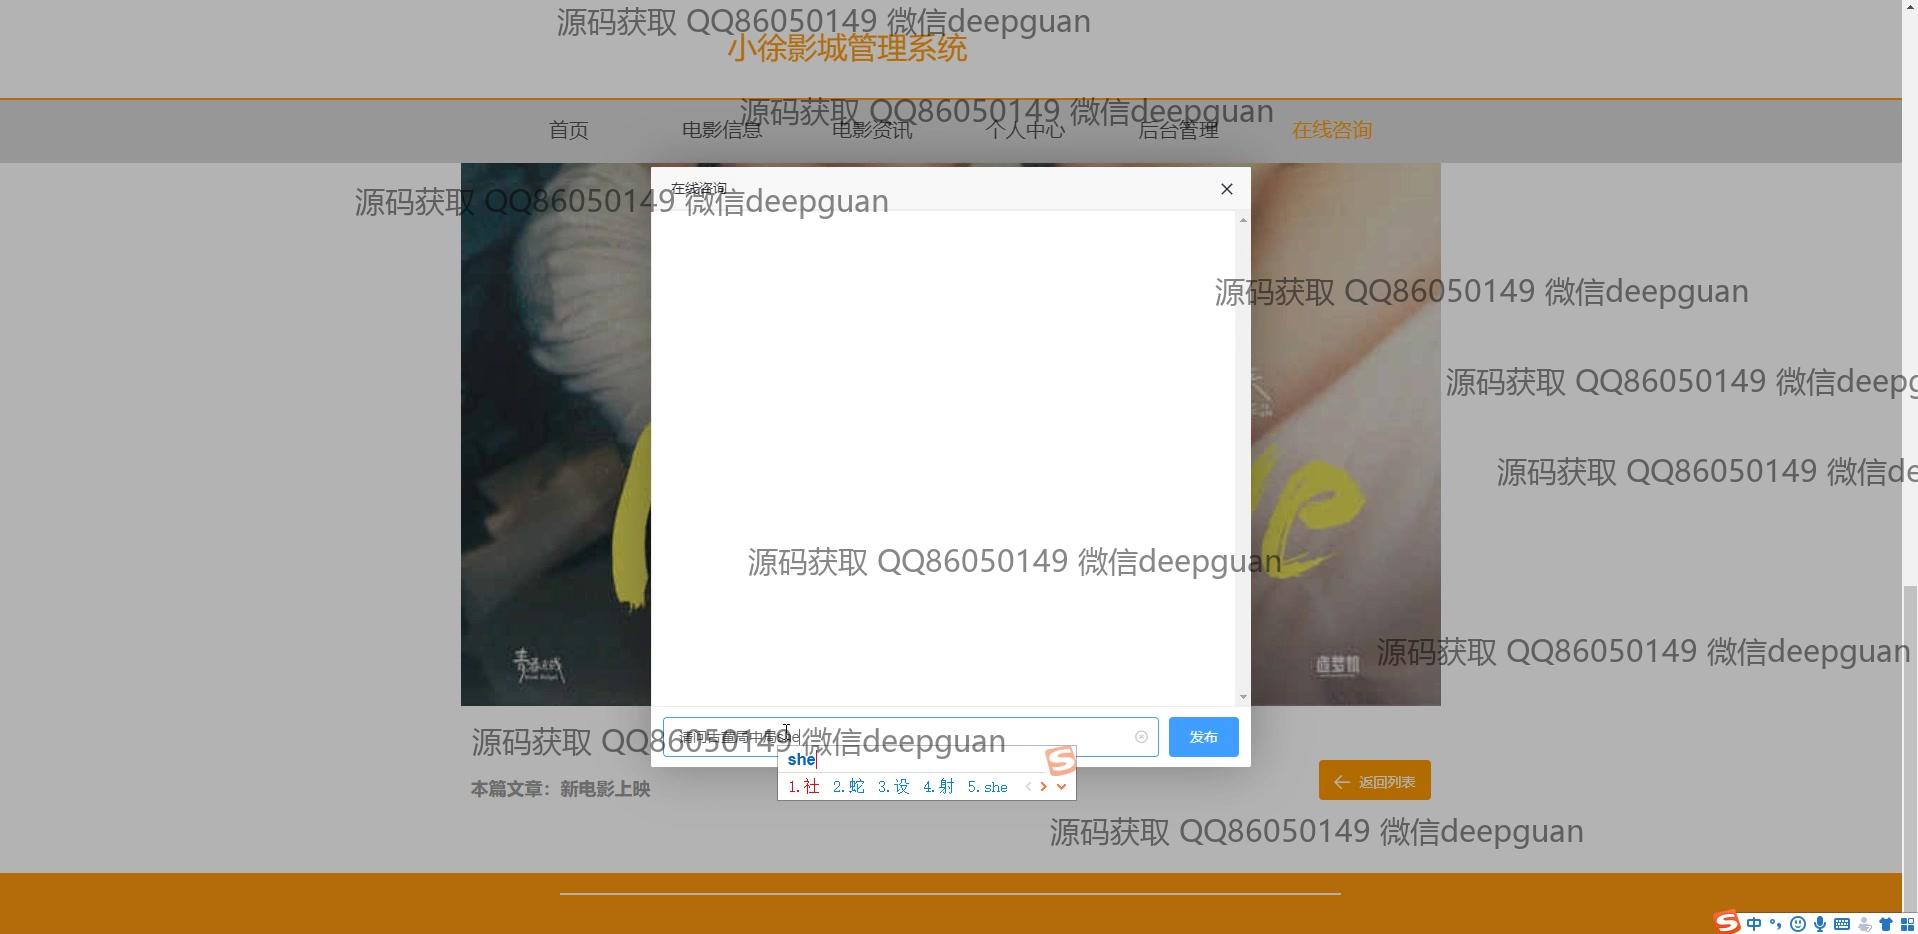 源码获取 QQ86050149 微信deepguan
小徐影城管理系统
源码获取 QQ86050149 微信deepguan
首页 电影信息 电影资讯 个人中心 后台管理 在线咨询
在线咨询
源码获取 QQ86050149 微信deepguan
源码获取 QQ86050149 微信deepguan
源码获取 QQ86050149 微信deepg
源码获取 QQ86050149 微信de
源码获取 QQ86050149 微信deepguan
青春光线
造梦机
源码获取 QQ86050149 微信deepguan
she
发布
源码获取 QQ86050149 微信deepguan
she
1.社 2.蛇 3.设 4.射 5.she
本篇文章：新电影上映
返回列表
源码获取 QQ86050149 微信deepguan
中